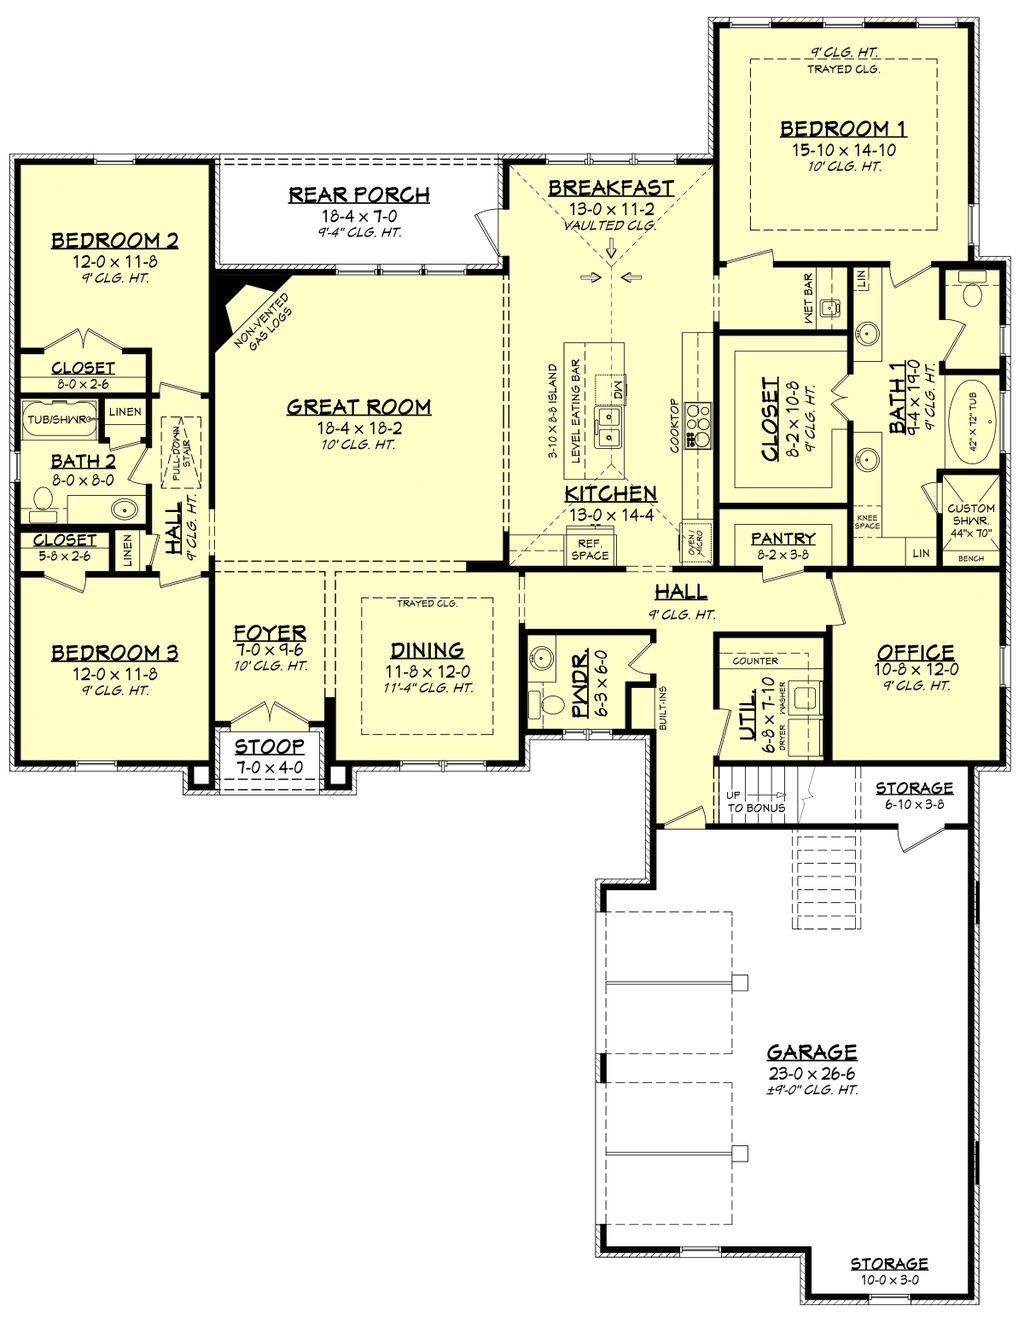 9' CLG. HT.
TRAYED CLG.
BEDROOM 1
15-10 x 14-10
10' CLG. HT.
REAR PORCH
18-4 x 7-0
9'-4" CLG. HT.
BREAKFAST
13-0 x 11-2
VAULTED CLG.
BEDROOM 2
12-0 x 11-8
9' CLG. HT.
NON-VENTED
GAS LOGS
WET BAR
LIN
CLOSET
8-0 x 2-6
GREAT ROOM
18-4 x 18-2
10' CLG. HT.
3-10 x 8-8 ISLAND
LEVEL EATING BAR
DW
COOKTOP
CLOSET
8-2 x 10-8
9' CLG. HT.
BATH 1
9-4 x 19-0
9' CLG. HT.
42" x 72" TUB
TUB/SHWR
LINEN
PULL-DOWN
STAIR
BATH 2
8-0 x 8-0
HALL
9' CLG. HT.
KITCHEN
13-0 x 14-4
REF.
SPACE
OVEN/
MICRO
PANTRY
8-2 x 3-8
KNEE
SPACE
LIN
CUSTOM
SHWR.
44"x 70"
BENCH
CLOSET
5-8 x 2-6
LINEN
HALL
9' CLG. HT.
TRAYED CLG.
BEDROOM 3
12-0 x 11-8
9' CLG. HT.
FOYER
7-0 x 9-6
10' CLG. HT.
DINING
11-8 x 12-0
11'-4" CLG. HT.
PWDR.
6-3 x 6-0
BUILT-INS
COUNTER
UTIL.
6-8 x 7-10
DRYER
WASHER
OFFICE
10-8 x 12-0
9' CLG. HT.
STOOP
7-0 x 4-0
UP
TO BONUS
STORAGE
6-10 x 3-8
GARAGE
23-0 x 26-6
±9'-0" CLG. HT.
STORAGE
10-0 x 3-0